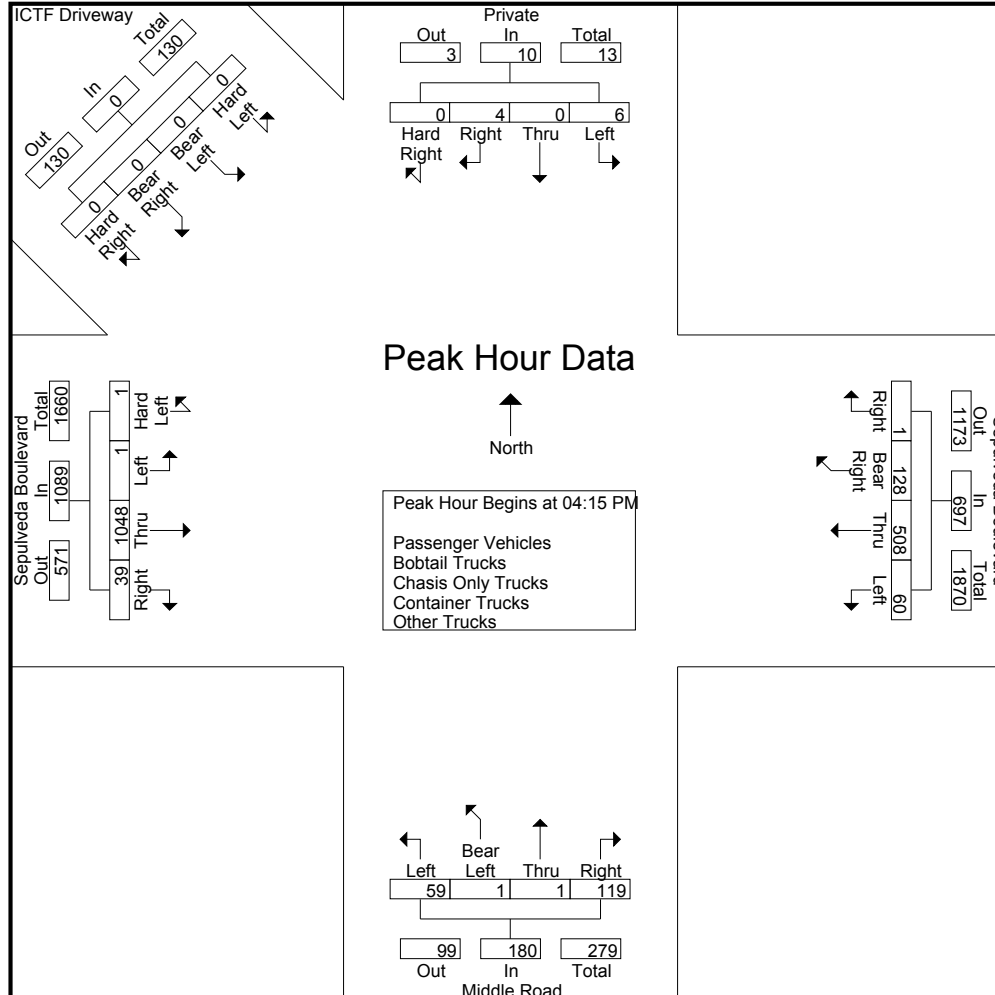 ICTF Driveway
Total
130
In
0
Out
130
0
0
0
0
Hard Left
Bear Left
Bear Right
Hard Right
Private
Out In Total
3 10 13
0 4 0 6
Hard Right Thru Left
Right
Peak Hour Data
North
Peak Hour Begins at 04:15 PM
Passenger Vehicles
Bobtail Trucks
Chasis Only Trucks
Container Trucks
Other Trucks
Sepulveda Boulevard
Out In Total
571 1089 1660
39 1048 1 1
Right Thru Left Hard Left
Out In Total
1173 697 1870
1 128 508 60
Right Bear Right Thru Left
Bear
Left Left Thru Right
59 1 1 119
99 180 279
Out In Total
Middle Road